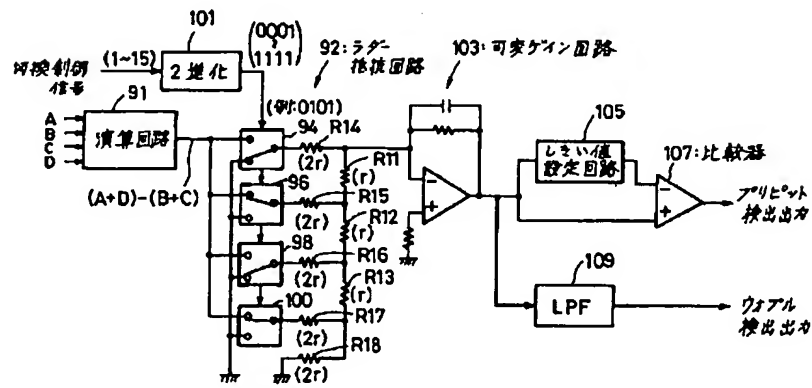 101
(0001
≀
1111)
92:ラダー
抵抗回路
103:可変ゲイン回路
切換制御
信号
(1~15)
2進化
91
(例:0101)
94
R14
105
A
B
C
D
演算回路
(2r)
R11
(r)
しきい値
設定回路
107:比較器
(A+D)-(B+C)
96
R15
(2r)
R12
(r)
−
+
−
+
プリピット
検出出力
98
R16
(2r)
R13
(r)
109
100
R17
(2r)
LPF
ウォブル
検出出力
R18
(2r)